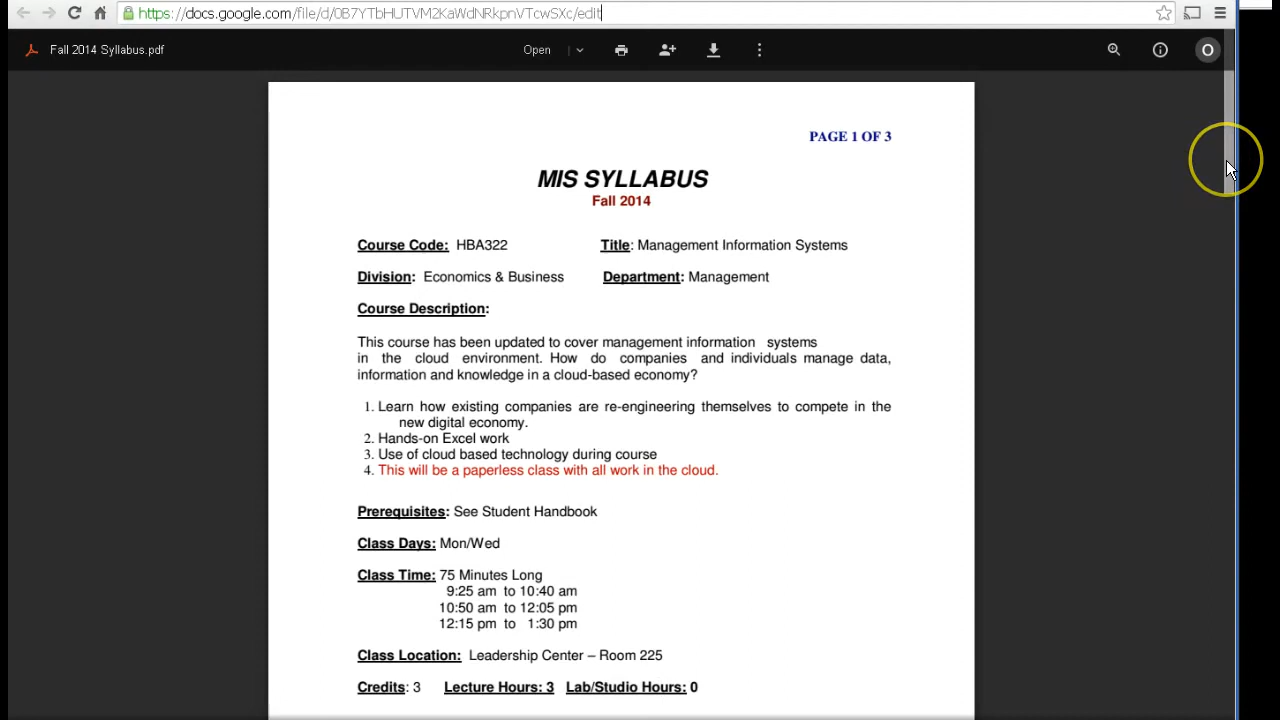 https://docs.google.com/file/d/0B7YTbHUTVM2KaWdNRkpnVTcwSXc/edit
Fall 2014 Syllabus.pdf Open O
PAGE 1 OF 3
MIS SYLLABUS
Fall 2014
Course Code: HBA322 Title: Management Information Systems
Division: Economics & Business Department: Management
Course Description:
This course has been updated to cover management information systems
in the cloud environment. How do companies and individuals manage data,
information and knowledge in a cloud-based economy?
1. Learn how existing companies are re-engineering themselves to compete in the
new digital economy.
2. Hands-on Excel work
3. Use of cloud based technology during course
4. This will be a paperless class with all work in the cloud.
Prerequisites: See Student Handbook
Class Days: Mon/Wed
Class Time: 75 Minutes Long
9:25 am to 10:40 am
10:50 am to 12:05 pm
12:15 pm to 1:30 pm
Class Location: Leadership Center – Room 225
Credits: 3 Lecture Hours: 3 Lab/Studio Hours: 0